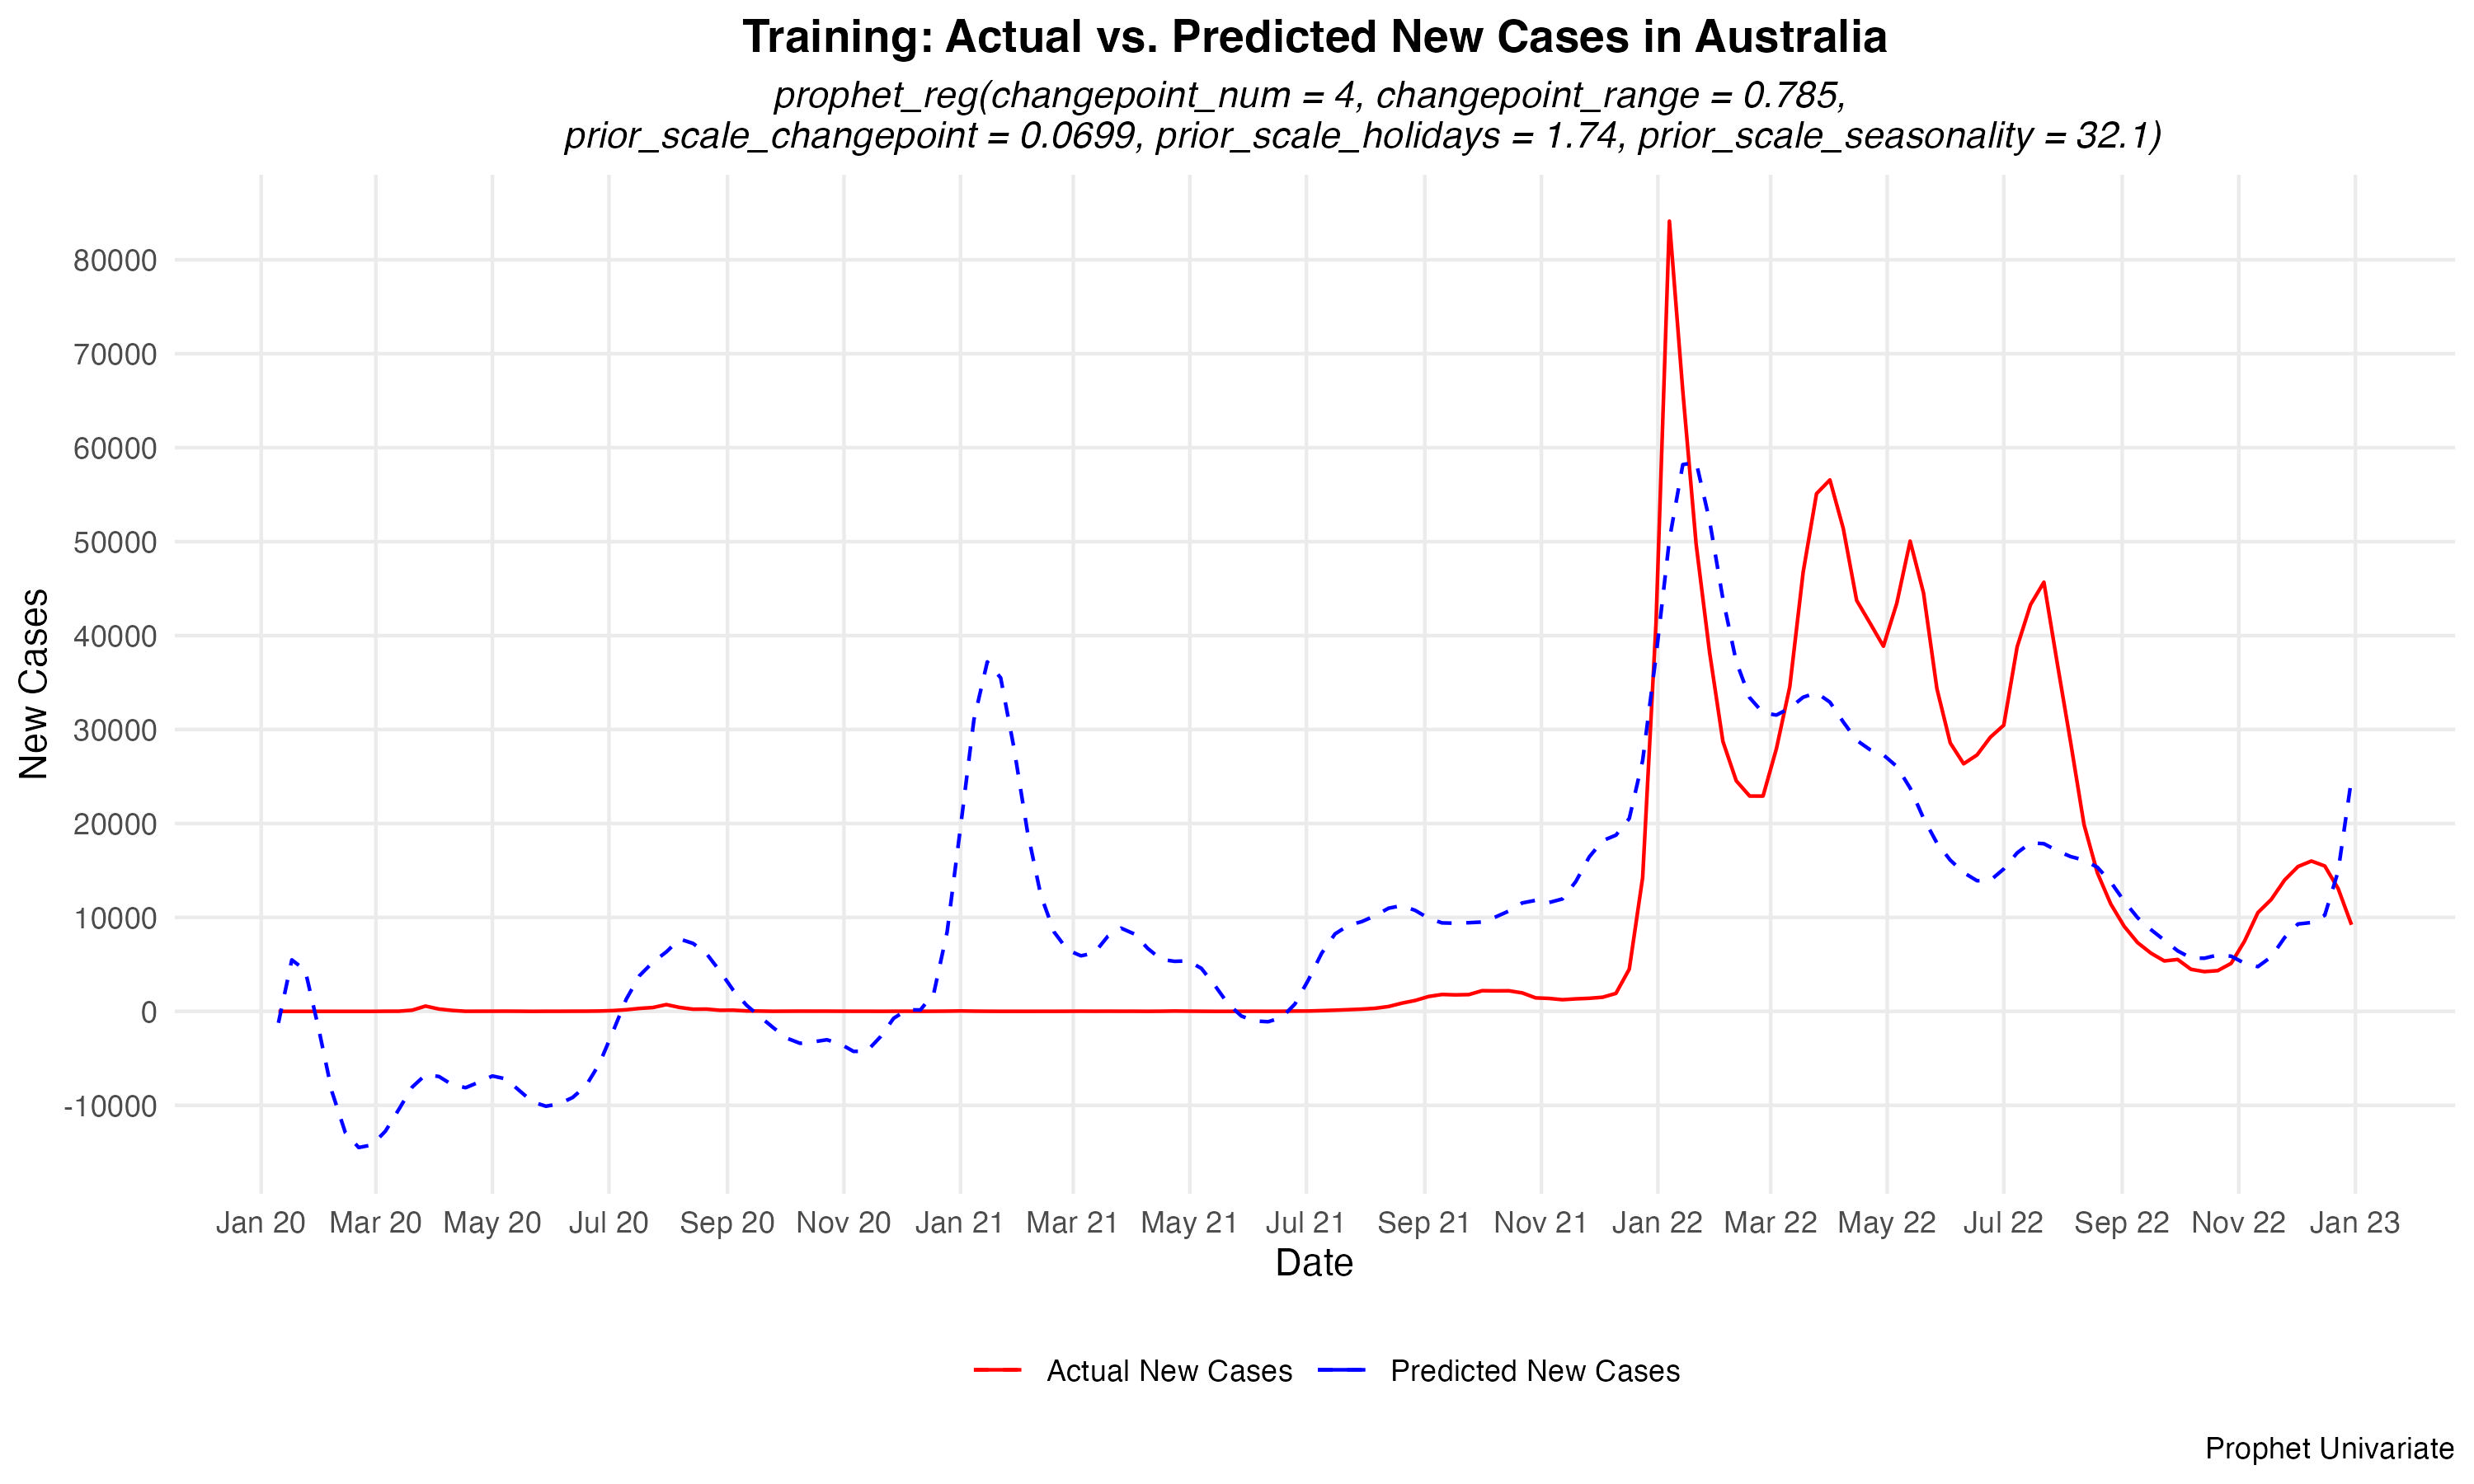 Training: Actual vs. Predicted New Cases in Australia
prophet_reg(changepoint_num = 4, changepoint_range = 0.785,
prior_scale_changepoint = 0.0699, prior_scale_holidays = 1.74, prior_scale_seasonality = 32.1)
New Cases
80000
70000
60000
50000
40000
30000
20000
10000
0
-10000
Jan 20 Mar 20 May 20 Jul 20 Sep 20 Nov 20 Jan 21 Mar 21 May 21 Jul 21 Sep 21 Nov 21 Jan 22 Mar 22 May 22 Jul 22 Sep 22 Nov 22 Jan 23
Date
Actual New Cases Predicted New Cases
Prophet Univariate